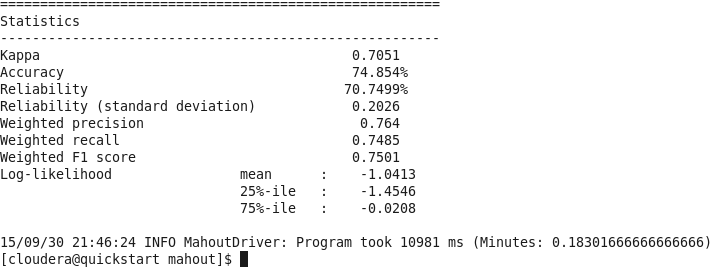 =======================================================
Statistics
-------------------------------------------------------
Kappa                                       0.7051
Accuracy                                    74.854%
Reliability                                70.7499%
Reliability (standard deviation)            0.2026
Weighted precision                           0.764
Weighted recall                             0.7485
Weighted F1 score                           0.7501
Log-likelihood                mean      :    -1.0413
                              25%-ile   :    -1.4546
                              75%-ile   :    -0.0208
15/09/30 21:46:24 INFO MahoutDriver: Program took 10981 ms (Minutes: 0.18301666666666666)
[cloudera@quickstart mahout]$